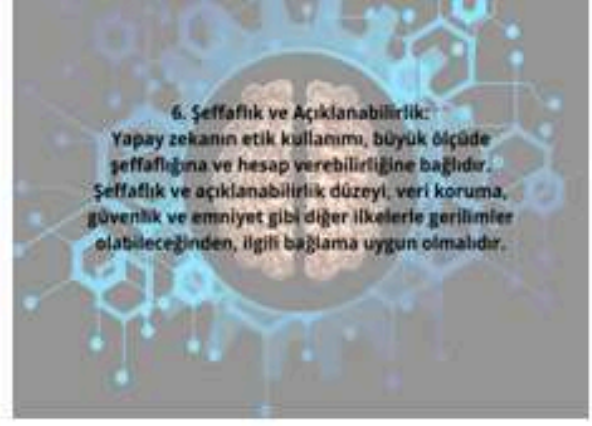 6. Şeffaflık ve Açıklanabilirlik:
Yapay zekanın etik kullanımı, büyük ölçüde
şeffaflığına ve hesap verebilirliğine bağlıdır.
Şeffaflık ve açıklanabilirlik düzeyi, veri koruma,
güvenlik ve emniyet gibi diğer ilkelerle gerilimler
olabileceğinden, ilgili bağlama uygun olmalıdır.